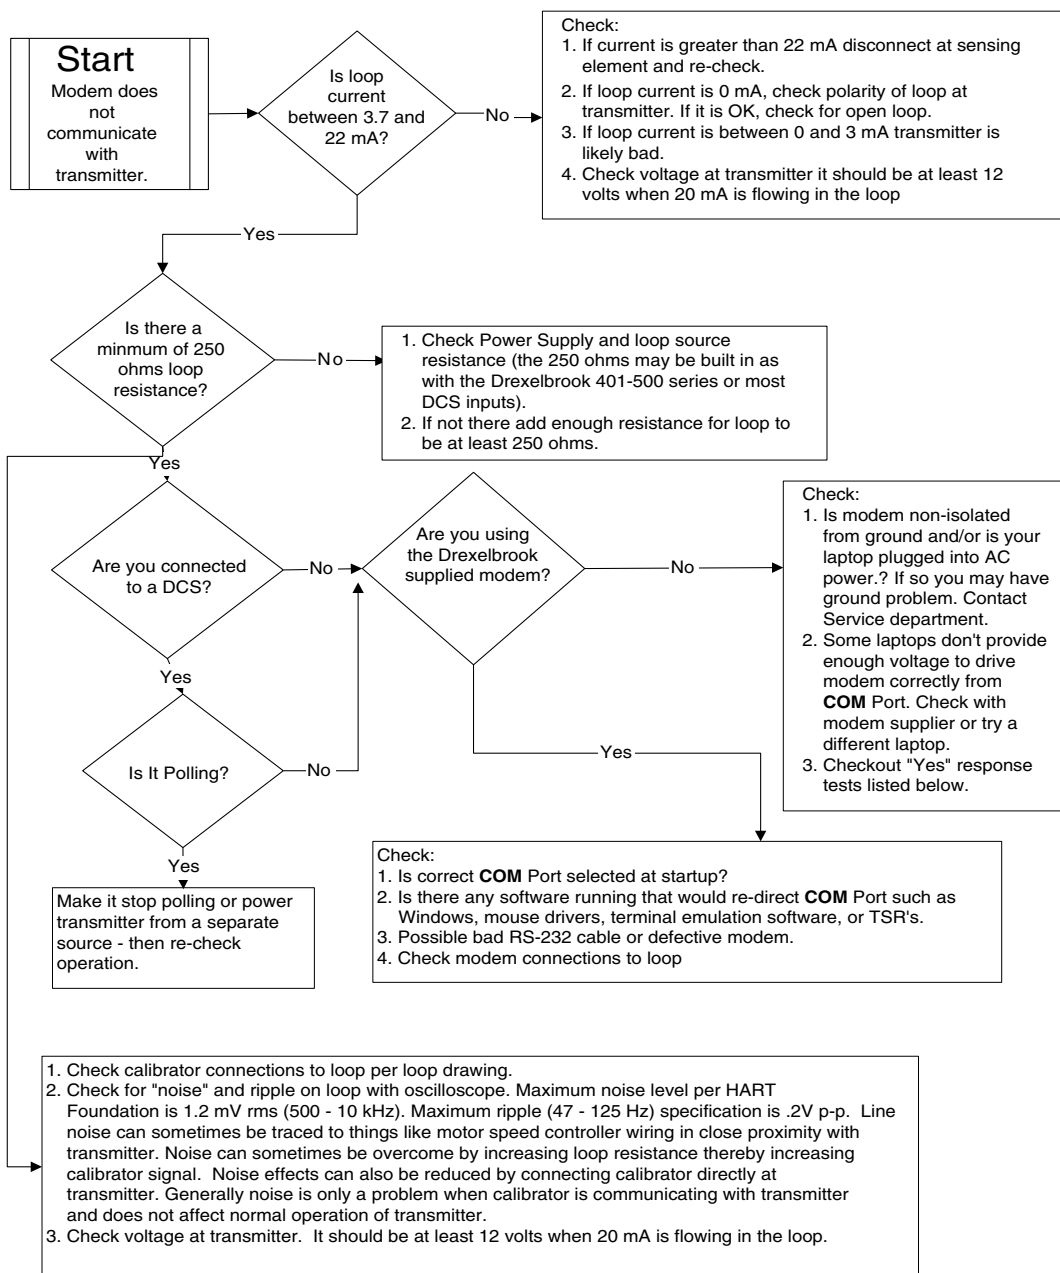 Start
Modem does
not
communicate
with
transmitter.
Is loop
current
between 3.7 and
22 mA?
No
Check:
1. If current is greater than 22 mA disconnect at sensing
element and re-check.
2. If loop current is 0 mA, check polarity of loop at
transmitter. If it is OK, check for open loop.
3. If loop current is between 0 and 3 mA transmitter is
likely bad.
4. Check voltage at transmitter it should be at least 12
volts when 20 mA is flowing in the loop
Yes
Is there a
minmum of 250
ohms loop
resistance?
No
1. Check Power Supply and loop source
resistance (the 250 ohms may be built in as
with the Drexelbrook 401-500 series or most
DCS inputs).
2. If not there add enough resistance for loop to
be at least 250 ohms.
Yes
Are you connected
to a DCS?
No
Are you using
the Drexelbrook
supplied modem?
No
Check:
1. Is modem non-isolated
from ground and/or is your
laptop plugged into AC
power.? If so you may have
ground problem. Contact
Service department.
2. Some laptops don't provide
enough voltage to drive
modem correctly from
COM Port. Check with
modem supplier or try a
different laptop.
3. Checkout "Yes" response
tests listed below.
Yes
Is It Polling?
No
Yes
Yes
Make it stop polling or power
transmitter from a separate
source - then re-check
operation.
Check:
1. Is correct COM Port selected at startup?
2. Is there any software running that would re-direct COM Port such as
Windows, mouse drivers, terminal emulation software, or TSR's.
3. Possible bad RS-232 cable or defective modem.
4. Check modem connections to loop
1. Check calibrator connections to loop per loop drawing.
2. Check for "noise" and ripple on loop with oscilloscope. Maximum noise level per HART
Foundation is 1.2 mV rms (500 - 10 kHz). Maximum ripple (47 - 125 Hz) specification is .2V p-p. Line
noise can sometimes be traced to things like motor speed controller wiring in close proximity with
transmitter. Noise can sometimes be overcome by increasing loop resistance thereby increasing
calibrator signal. Noise effects can also be reduced by connecting calibrator directly at
transmitter. Generally noise is only a problem when calibrator is communicating with transmitter
and does not affect normal operation of transmitter.
3. Check voltage at transmitter. It should be at least 12 volts when 20 mA is flowing in the loop.